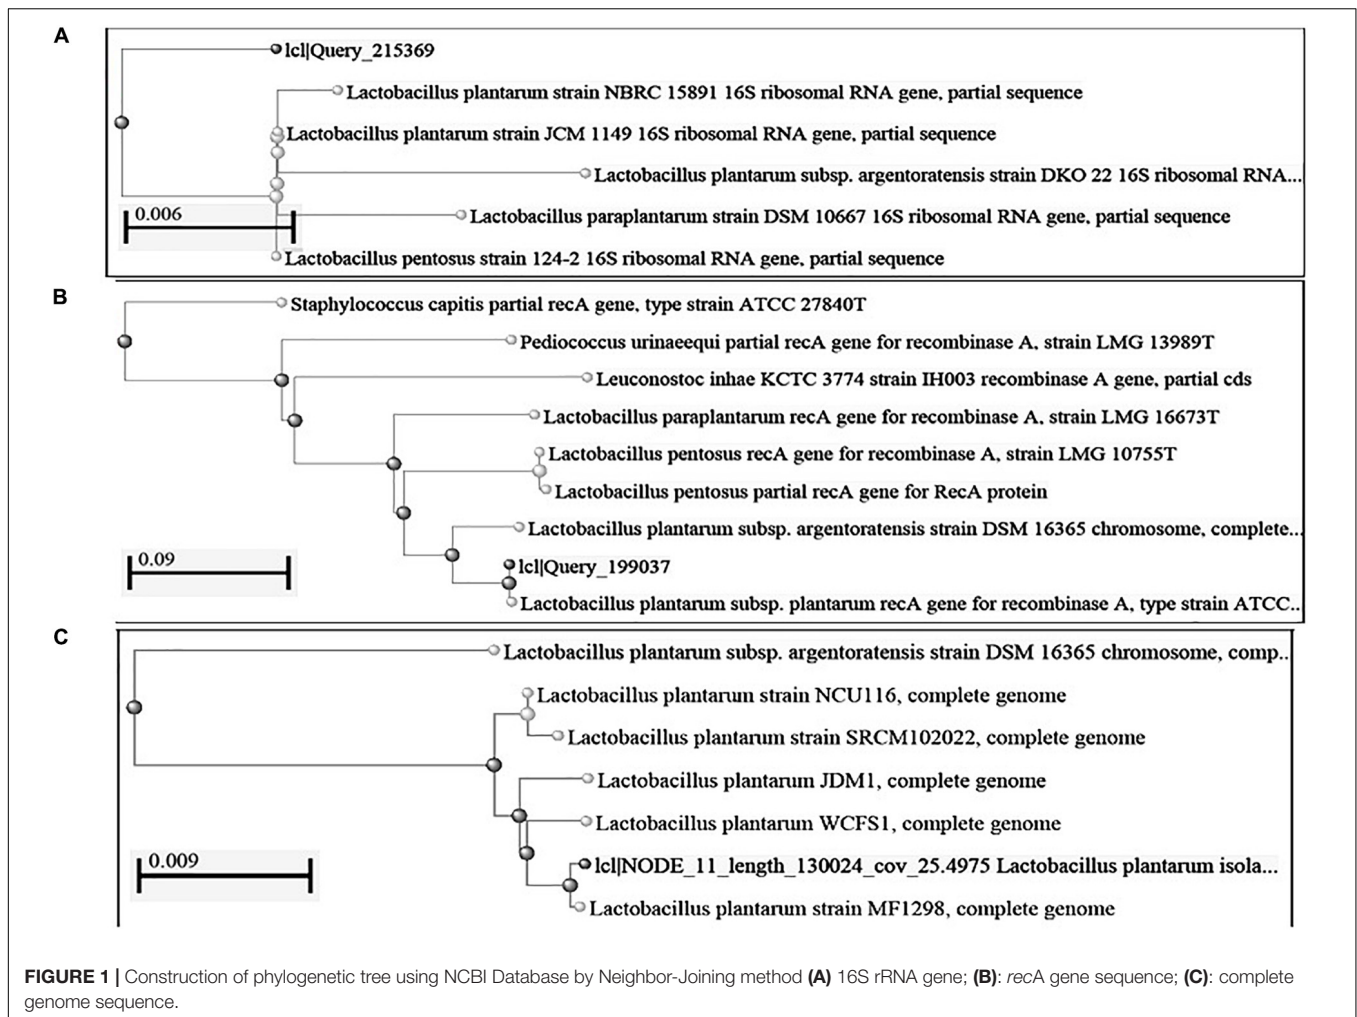 A
lcl|Query_215369
Lactobacillus plantarum strain NBRC 15891 16S ribosomal RNA gene, partial sequence
Lactobacillus plantarum strain JCM 1149 16S ribosomal RNA gene, partial sequence
Lactobacillus plantarum subsp. argentoratensis strain DKO 22 16S ribosomal RNA...
Lactobacillus paraplantarum strain DSM 10667 16S ribosomal RNA gene, partial sequence
0.006
Lactobacillus pentosus strain 124-2 16S ribosomal RNA gene, partial sequence
B
Staphylococcus capitis partial recA gene, type strain ATCC 27840T
Pediococcus urinaeequi partial recA gene for recombinase A, strain LMG 13989T
Leuconostoc inhae KCTC 3774 strain IH003 recombinase A gene, partial cds
Lactobacillus paraplantarum recA gene for recombinase A, strain LMG 16673T
Lactobacillus pentosus recA gene for recombinase A, strain LMG 10755T
Lactobacillus pentosus partial recA gene for RecA protein
Lactobacillus plantarum subsp. argentoratensis strain DSM 16365 chromosome, complete...
0.09
lcl|Query_199037
Lactobacillus plantarum subsp. plantarum recA gene for recombinase A, type strain ATCC..
C
Lactobacillus plantarum subsp. argentoratensis strain DSM 16365 chromosome, comp..
Lactobacillus plantarum strain NCU116, complete genome
Lactobacillus plantarum strain SRCM102022, complete genome
Lactobacillus plantarum JDM1, complete genome
Lactobacillus plantarum WCFS1, complete genome
0.009
lcl|NODE_11_length_130024_cov_25.4975 Lactobacillus plantarum isola...
Lactobacillus plantarum strain MF1298, complete genome
FIGURE 1 | Construction of phylogenetic tree using NCBI Database by Neighbor-Joining method (A) 16S rRNA gene; (B): recA gene sequence; (C): complete
genome sequence.